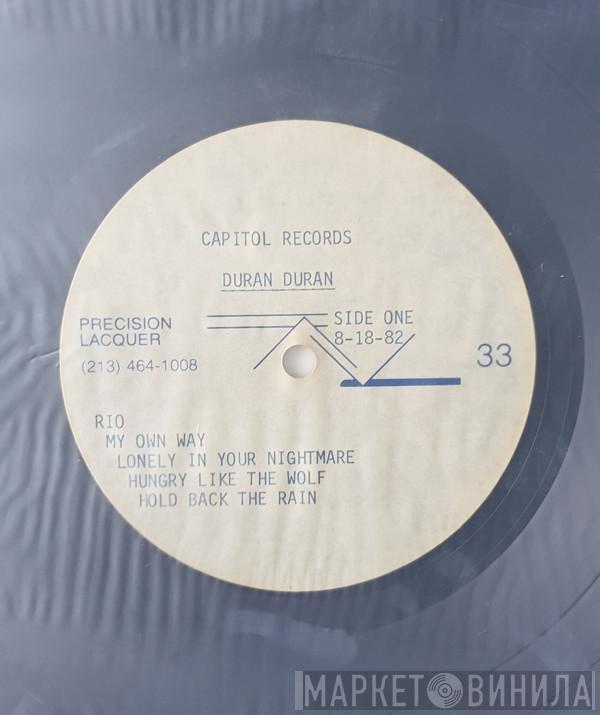 CAPITOL RECORDS
DURAN DURAN
PRECISION
LACQUER
(213) 464-1008
SIDE ONE
8-18-82
33
RIO
MY OWN WAY
LONELY IN YOUR NIGHTMARE
HUNGRY LIKE THE WOLF
HOLD BACK THE RAIN
МАРКЕТ ВИНИЛА